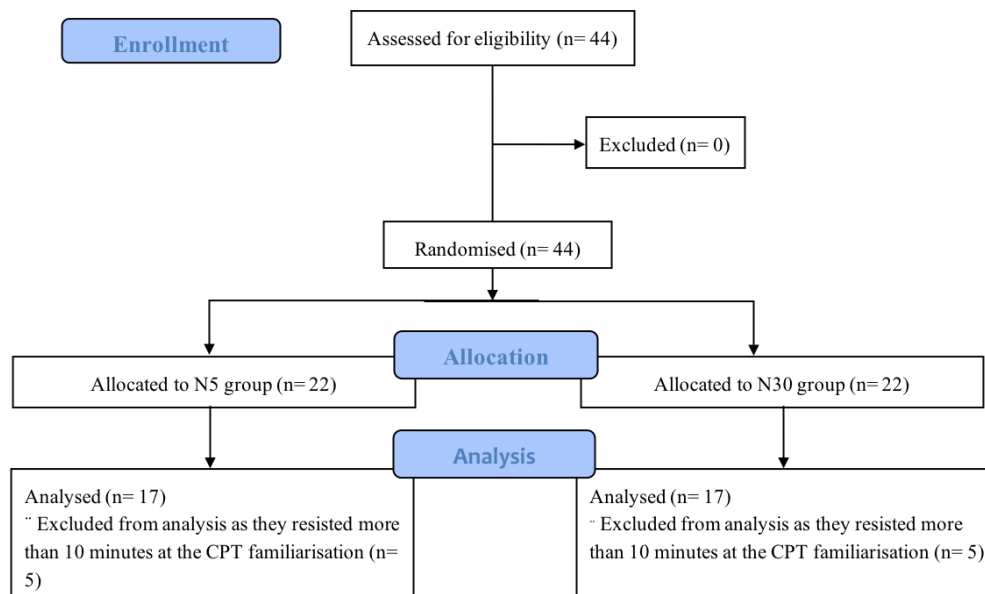 Enrollment
Assessed for eligibility (n= 44)
Excluded (n= 0)
Randomised (n= 44)
Allocation
Allocated to N5 group (n= 22)
Allocated to N30 group (n= 22)
Analysis
Analysed (n= 17)
¨ Excluded from analysis as they resisted more
than 10 minutes at the CPT familiarisation (n=
5)
Analysed (n= 17)
¨ Excluded from analysis as they resisted more
than 10 minutes at the CPT familiarisation (n= 5)